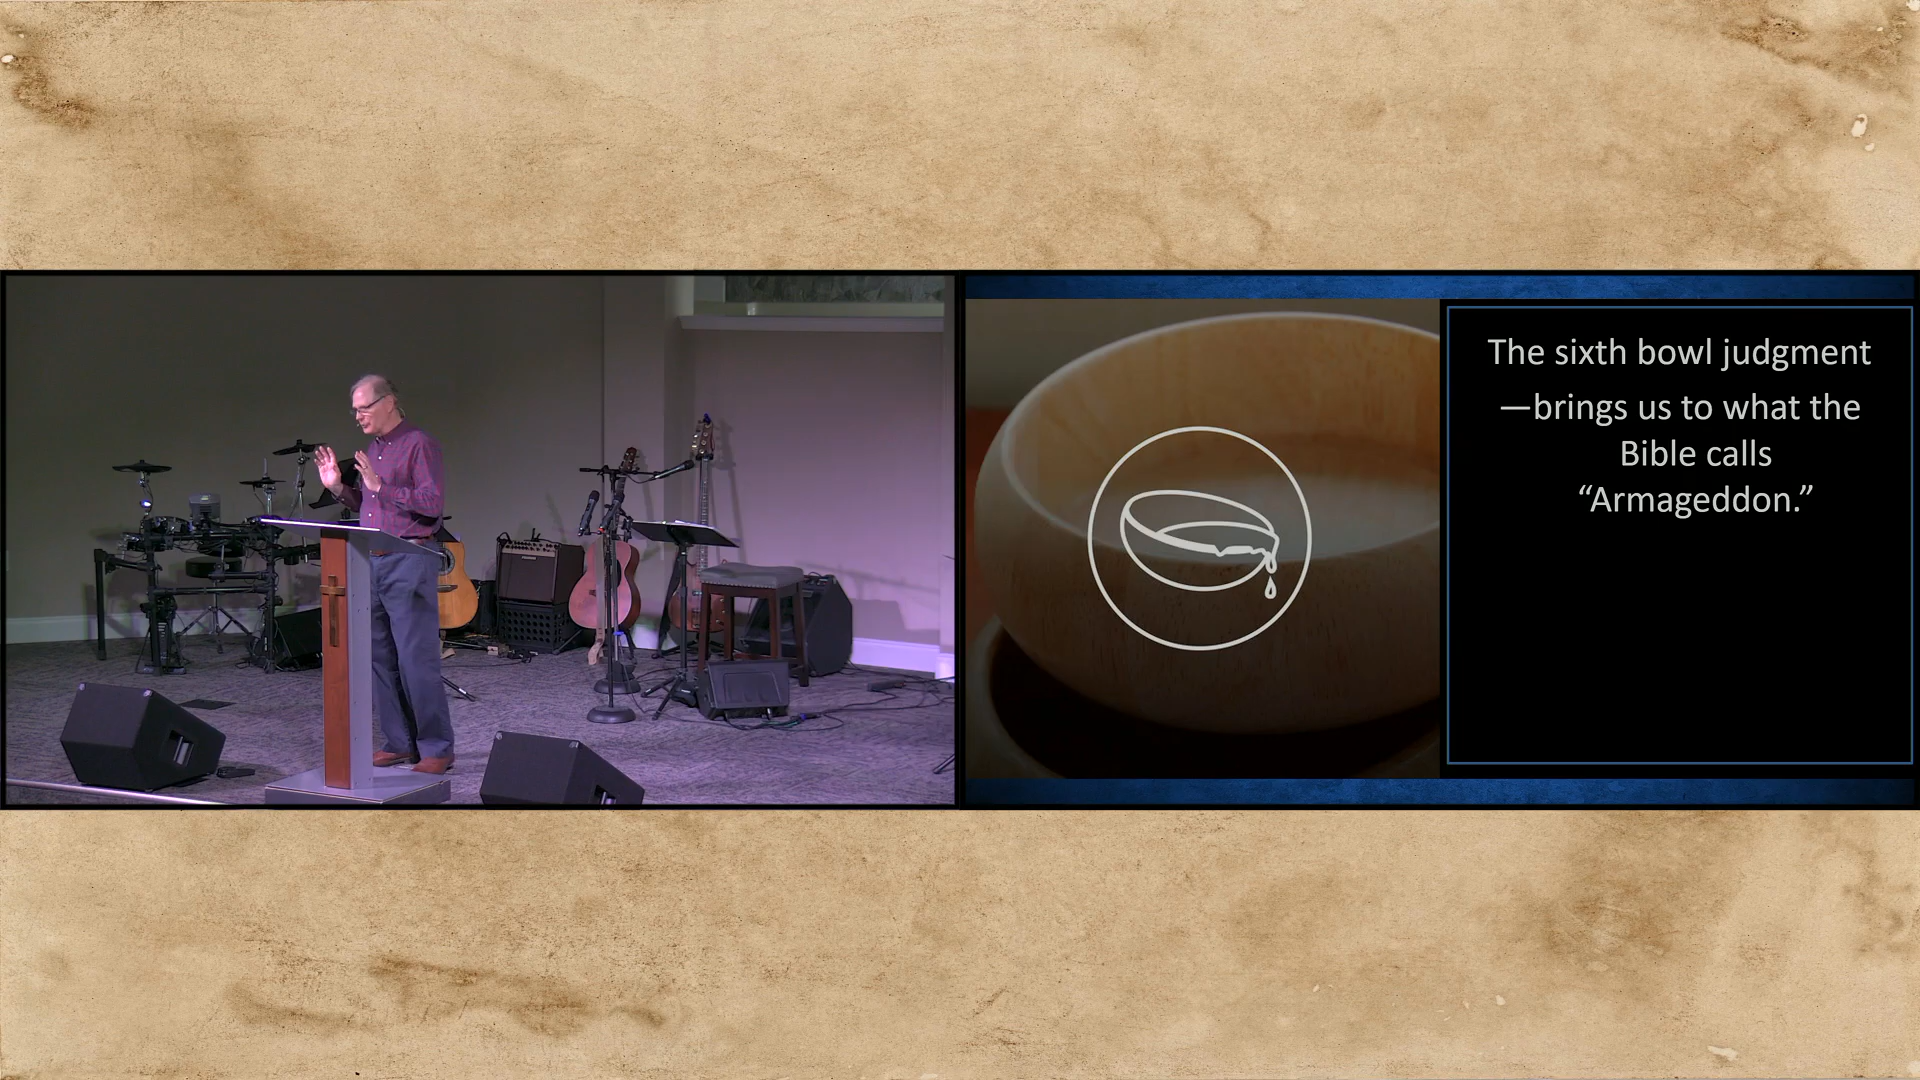 The sixth bowl judgment
—brings us to what the
Bible calls
“Armageddon.”